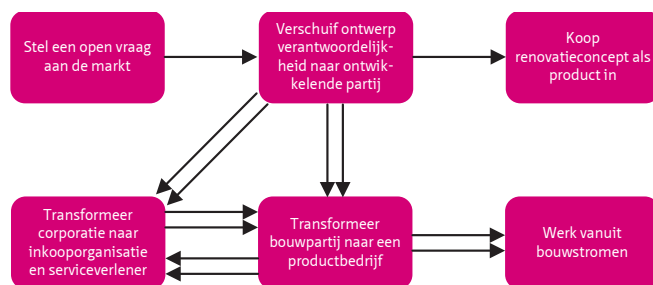 Stel een open vraag
aan de markt
Verschuif ontwerp
verantwoordelijk-
heid naar ontwik-
kelende partij
Koop
renovatieconcept als
product in
Transformeer
corporatie naar
inkooporganisatie
en serviceverlener
Transformeer
bouwpartij naar een
productbedrijf
Werk vanuit
bouwstromen